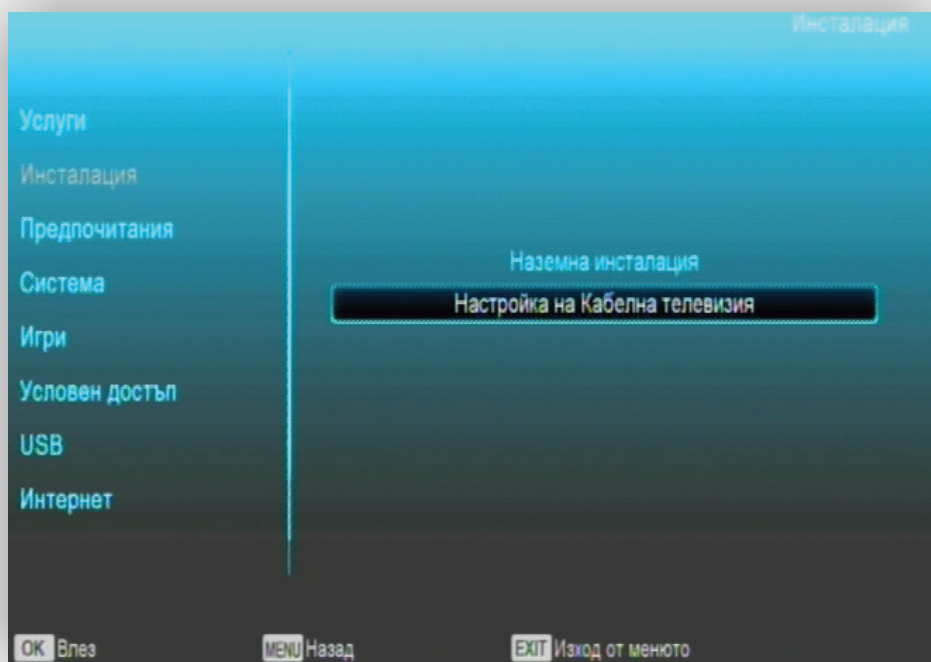 Инсталация
Услуги
Инсталация
Предпочитания
Система
Игри
Условен достъп
USB
Интернет
Наземна инсталация
Настройка на Кабелна телевизия
OK Влез
MENU Назад
EXIT Изход от менюто